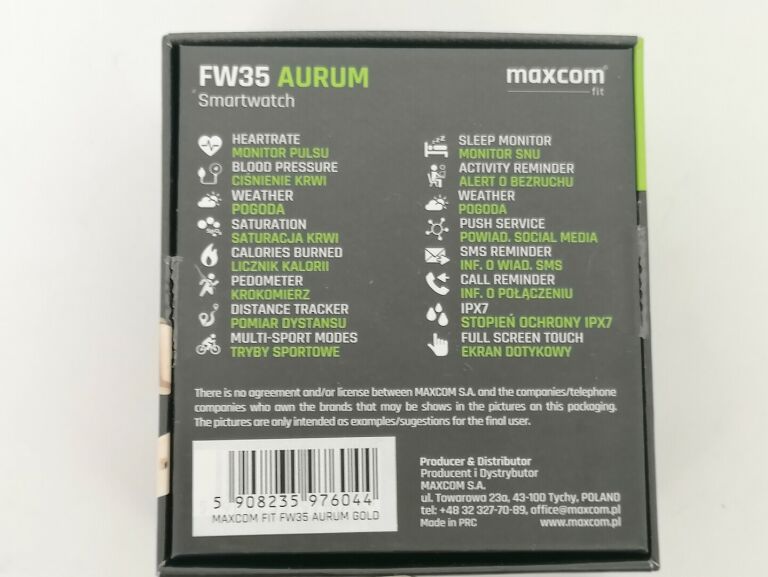 FW35 AURUM
Smartwatch
maxcom
fit
HEARTRATE
MONITOR PULSU
BLOOD PRESSURE
CIŚNIENIE KRWI
WEATHER
POGODA
SATURATION
SATURACJA KRWI
CALORIES BURNED
LICZNIK KALORII
PEDOMETER
KROKOMIERZ
DISTANCE TRACKER
POMIAR DYSTANSU
MULTI-SPORT MODES
TRYBY SPORTOWE
SLEEP MONITOR
MONITOR SNU
ACTIVITY REMINDER
ALERT O BEZRUCHU
WEATHER
POGODA
PUSH SERVICE
POWIAD. SOCIAL MEDIA
SMS REMINDER
INF. O WIAD. SMS
CALL REMINDER
INF. O POŁĄCZENIU
IPX7
STOPIEŃ OCHRONY IPX7
FULL SCREEN TOUCH
EKRAN DOTYKOWY
There is no agreement and/or license between MAXCOM S.A. and the companies/telephone
companies who own the brands that may be shows in the pictures on this packaging.
The pictures are only intended as examples/sugestions for the final user.
5 908235 976044
MAXCOM FIT FW35 AURUM GOLD
Producer & Distributor
Producent i Dystrybutor
MAXCOM S.A.
ul. Towarowa 23a, 43-100 Tychy, POLAND
tel: +48 32 327-70-89, office@maxcom.pl
Made in PRC www.maxcom.pl